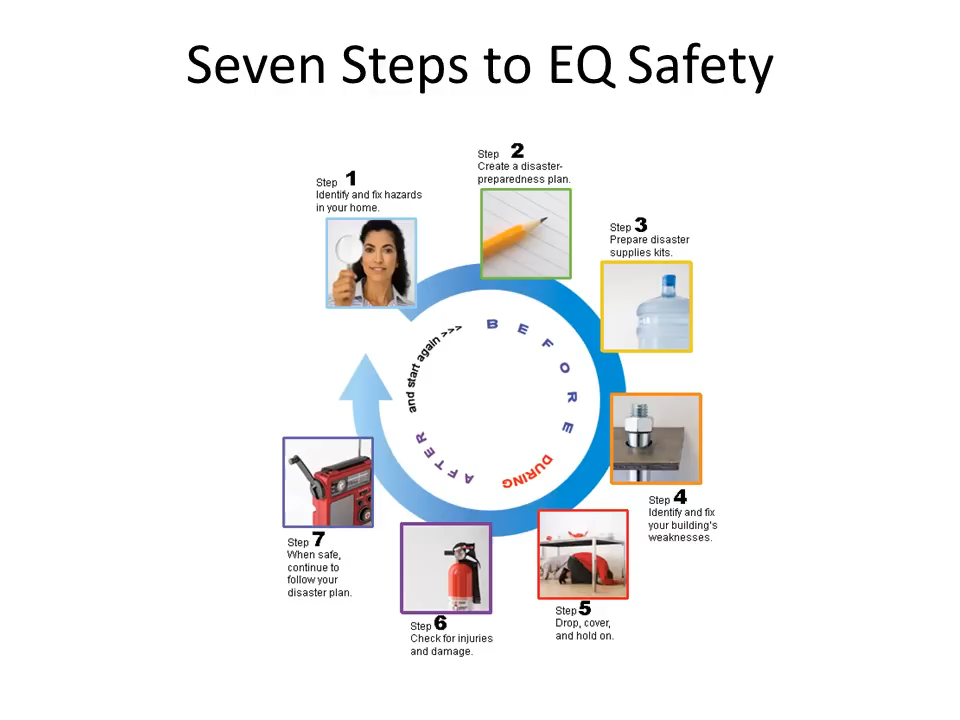 Seven Steps to EQ Safety
Step 1
Identify and fix hazards
in your home.
Step 2
Create a disaster-
preparedness plan.
Step 3
Prepare disaster
supplies kits.
Step 4
Identify and fix
your building's
weaknesses.
Step 5
Drop, cover,
and hold on.
Step 6
Check for injuries
and damage.
Step 7
When safe,
continue to
follow your
disaster plan.
BEFORE
DURING
AFTER
and start again >>>